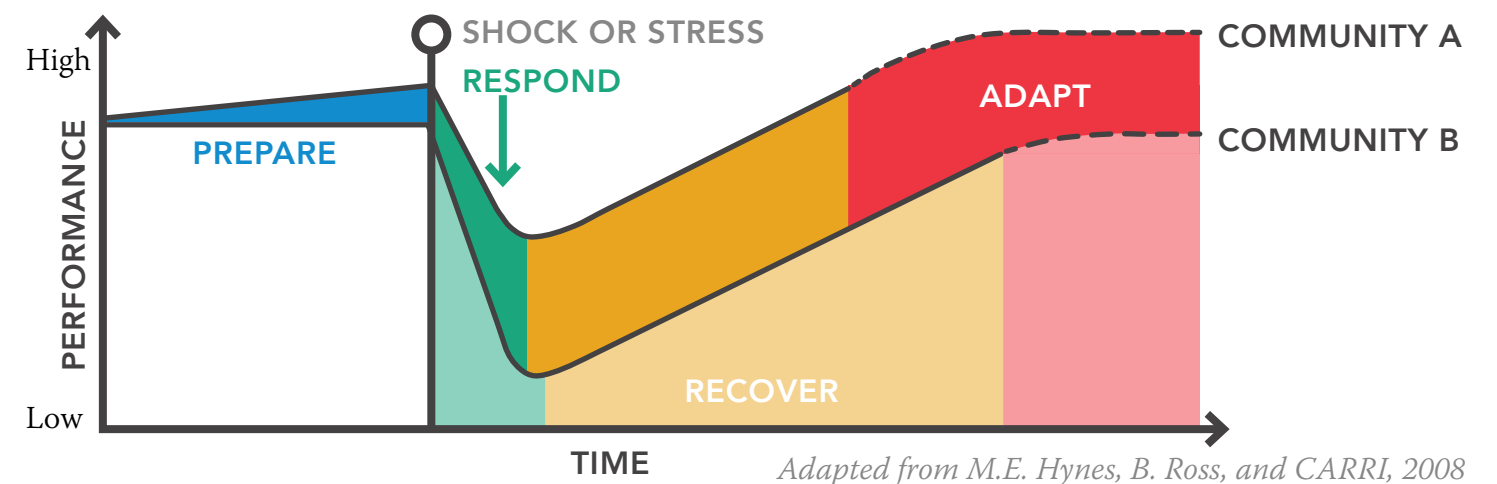 SHOCK OR STRESS
High
RESPOND
COMMUNITY A
ADAPT
PREPARE
COMMUNITY B
PERFORMANCE
RECOVER
Low
TIME
Adapted from M.E. Hynes, B. Ross, and CARRI, 2008